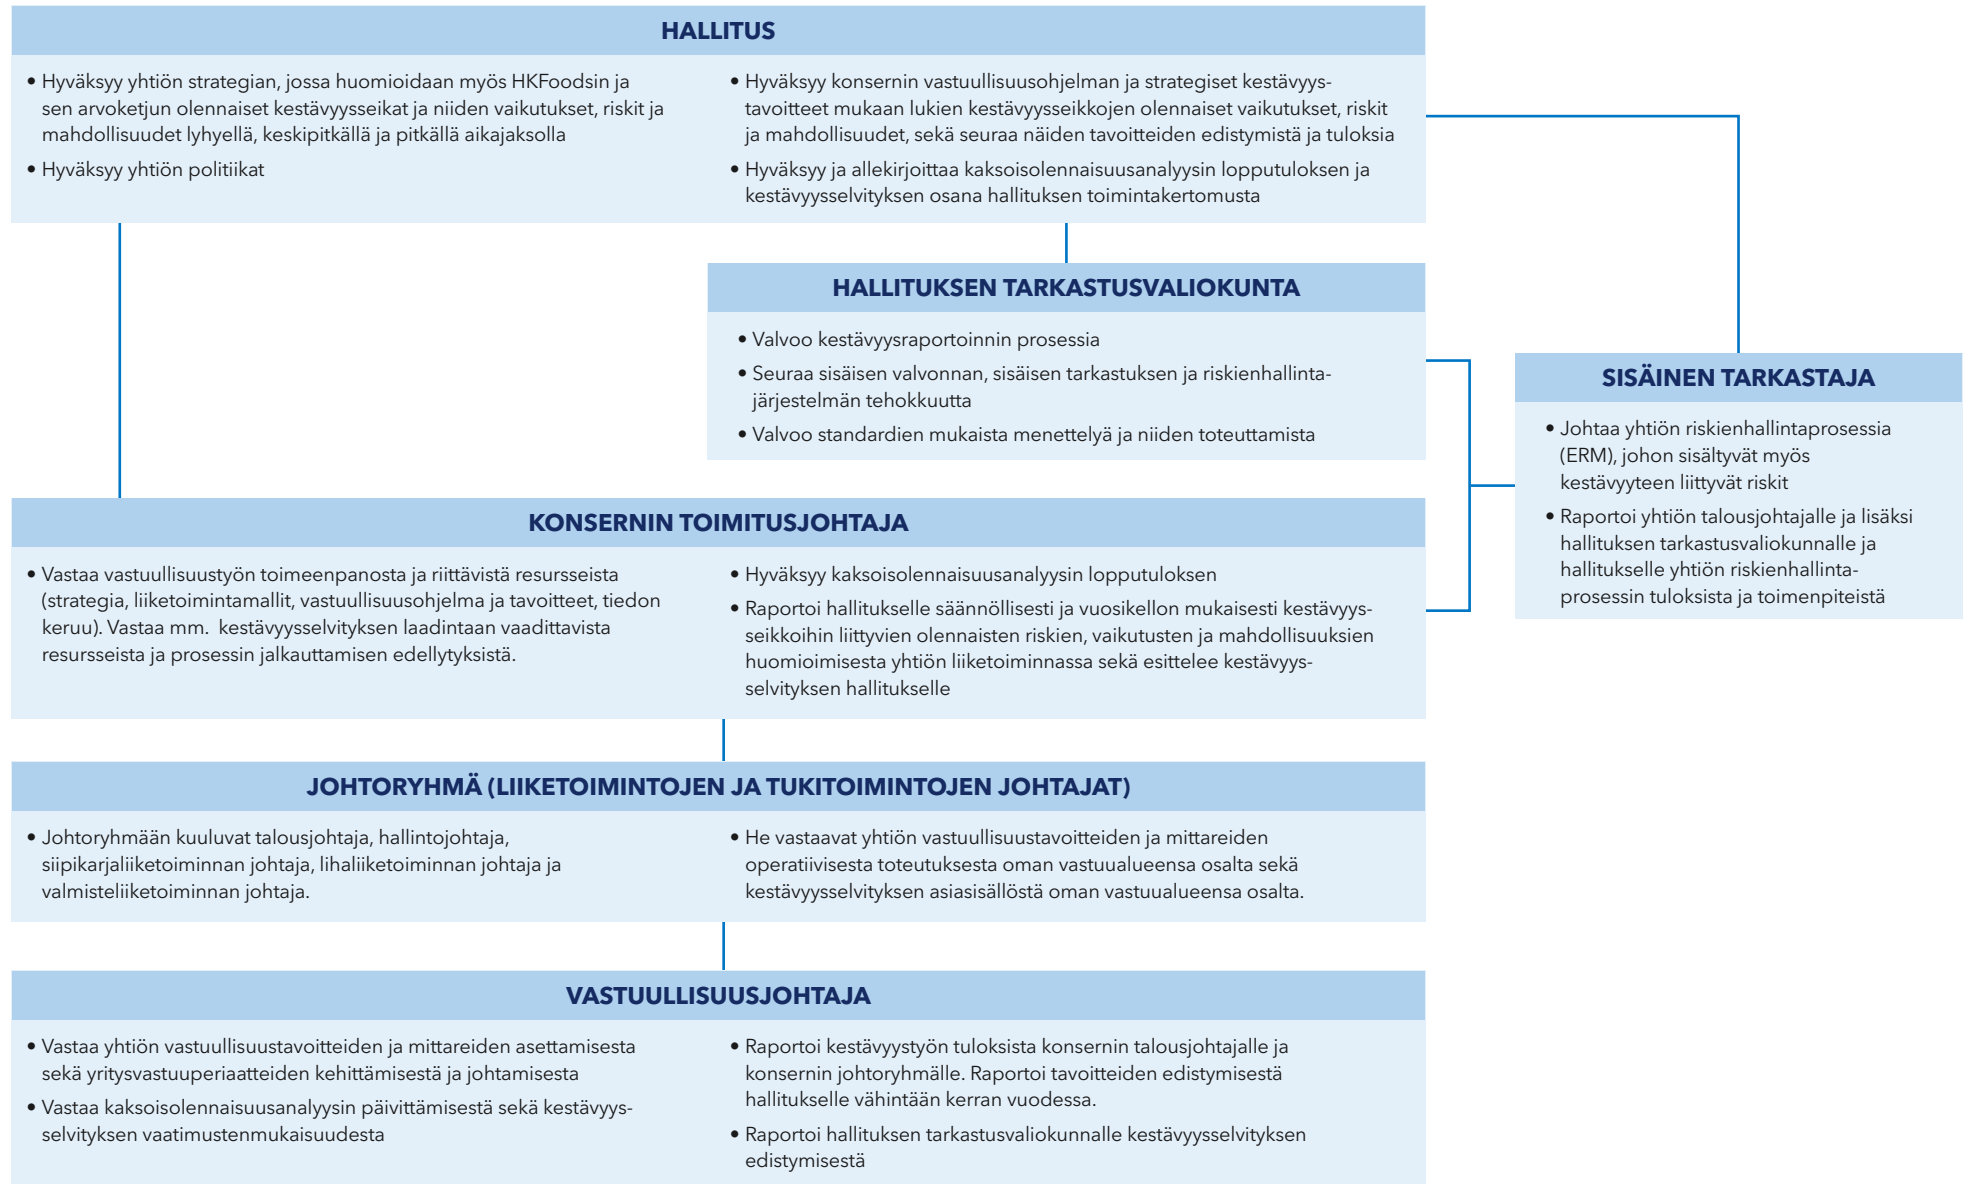 HALLITUS
• Hyväksyy yhtiön strategian, jossa huomioidaan myös HKFoodsin ja
sen arvoketjun olennaiset kestävyysseikat ja niiden vaikutukset, riskit ja
mahdollisuudet lyhyellä, keskipitkällä ja pitkällä aikajaksolla
• Hyväksyy yhtiön politiikat
• Hyväksyy konsernin vastuullisuusohjelman ja strategiset kestävyys-
tavoitteet mukaan lukien kestävyysseikkojen olennaiset vaikutukset, riskit
ja mahdollisuudet, sekä seuraa näiden tavoitteiden edistymistä ja tuloksia
• Hyväksyy ja allekirjoittaa kaksoisolennaisuusanalyysin lopputuloksen ja
kestävyysselvityksen osana hallituksen toimintakertomusta
HALLITUKSEN TARKASTUSVALIOKUNTA
• Valvoo kestävyysraportoinnin prosessia
• Seuraa sisäisen valvonnan, sisäisen tarkastuksen ja riskienhallinta-
järjestelmän tehokkuutta
• Valvoo standardien mukaista menettelyä ja niiden toteuttamista
SISÄINEN TARKASTAJA
• Johtaa yhtiön riskienhallintaprosessia
(ERM), johon sisältyvät myös
kestävyyteen liittyvät riskit
• Raportoi yhtiön talousjohtajalle ja lisäksi
hallituksen tarkastusvaliokunnalle ja
hallitukselle yhtiön riskienhallinta-
prosessin tuloksista ja toimenpiteistä
KONSERNIN TOIMITUSJOHTAJA
• Vastaa vastuullisuustyön toimeenpanosta ja riittävistä resursseista
(strategia, liiketoimintamallit, vastuullisuusohjelma ja tavoitteet, tiedon
keruu). Vastaa mm. kestävyysselvityksen laadintaan vaadittavista
resursseista ja prosessin jalkauttamisen edellytyksistä.
• Hyväksyy kaksoisolennaisuusanalyysin lopputuloksen
• Raportoi hallitukselle säännöllisesti ja vuosikellon mukaisesti kestävyys-
seikkoihin liittyvien olennaisten riskien, vaikutusten ja mahdollisuuksien
huomioimisesta yhtiön liiketoiminnassa sekä esittelee kestävyys-
selvityksen hallitukselle
JOHTORYHMÄ (LIIKETOIMINTOJEN JA TUKITOIMINTOJEN JOHTAJAT)
• Johtoryhmään kuuluvat talousjohtaja, hallintojohtaja,
siipikarjaliiketoiminnan johtaja, lihaliiketoiminnan johtaja ja
valmisteliiketoiminnan johtaja.
• He vastaavat yhtiön vastuullisuustavoitteiden ja mittareiden
operatiivisesta toteutuksesta oman vastuualueensa osalta sekä
kestävyysselvityksen asiasisällöstä oman vastuualueensa osalta.
VASTUULLISUUSJOHTAJA
• Vastaa yhtiön vastuullisuustavoitteiden ja mittareiden asettamisesta
sekä yritysvastuuperiaatteiden kehittämisestä ja johtamisesta
• Vastaa kaksoisolennaisuusanalyysin päivittämisestä sekä kestävyys-
selvityksen vaatimustenmukaisuudesta
• Raportoi kestävyystyön tuloksista konsernin talousjohtajalle ja
konsernin johtoryhmälle. Raportoi tavoitteiden edistymisestä
hallitukselle vähintään kerran vuodessa.
• Raportoi hallituksen tarkastusvaliokunnalle kestävyysselvityksen
edistymisestä